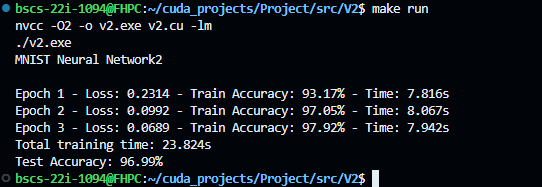 bscs-22i-1094@FHPC:~/cuda_projects/Project/src/V2$ make run
nvcc -O2 -o v2.exe v2.cu -lm
./v2.exe
MNIST Neural Network2
Epoch 1 - Loss: 0.2314 - Train Accuracy: 93.17% - Time: 7.816s
Epoch 2 - Loss: 0.0992 - Train Accuracy: 97.05% - Time: 8.067s
Epoch 3 - Loss: 0.0689 - Train Accuracy: 97.92% - Time: 7.942s
Total training time: 23.824s
Test Accuracy: 96.99%
bscs-22i-1094@FHPC:~/cuda_projects/Project/src/V2$